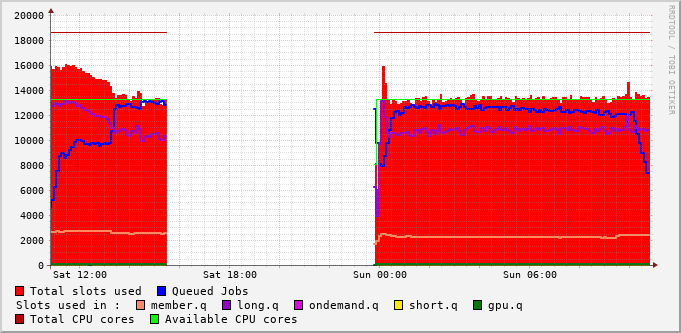 20000
18000
16000
14000
12000
10000
8000
6000
4000
2000
0
Sat 12:00 Sat 18:00 Sun 00:00 Sun 06:00
RRDTOOL / TOBI OETIKER
Total slots used Queued Jobs
Slots used in : member.q long.q ondemand.q short.q gpu.q
Total CPU cores Available CPU cores